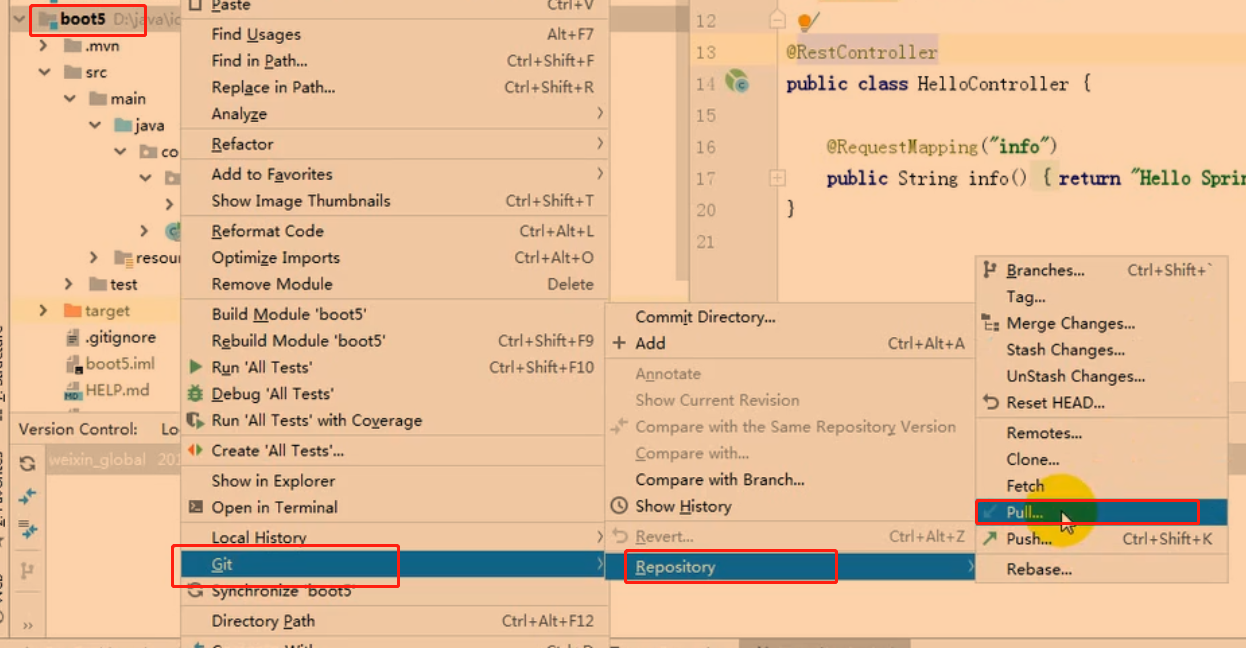 boot5 D:\java\ic
.mvn
src
main
java
co
resou
test
target
.gitignore
boot5.iml
HELP.md
Version Control: Lo
weixin_global 201
Paste Ctrl+V
Find Usages Alt+F7
Find in Path... Ctrl+Shift+F
Replace in Path... Ctrl+Shift+R
Analyze
Refactor
Add to Favorites
Show Image Thumbnails Ctrl+Shift+T
Reformat Code Ctrl+Alt+L
Optimize Imports Ctrl+Alt+O
Remove Module Delete
Build Module 'boot5'
Rebuild Module 'boot5' Ctrl+Shift+F9
Run 'All Tests' Ctrl+Shift+F10
Debug 'All Tests'
Run 'All Tests' with Coverage
Create 'All Tests'...
Show in Explorer
Open in Terminal
Local History
Git
Synchronize 'boot5'
Directory Path Ctrl+Alt+F12
Commit Directory...
Add Ctrl+Alt+A
Annotate
Show Current Revision
Compare with the Same Repository Version
Compare with...
Compare with Branch...
Show History
Revert... Ctrl+Alt+Z
Repository
Branches... Ctrl+Shift+`
Tag...
Merge Changes...
Stash Changes...
UnStash Changes...
Reset HEAD...
Remotes...
Clone...
Fetch
Pull...
Push... Ctrl+Shift+K
Rebase...
12
13 @RestController
14 public class HelloController {
15
16 @RequestMapping("info")
17 public String info() { return "Hello Sprin
20 }
21